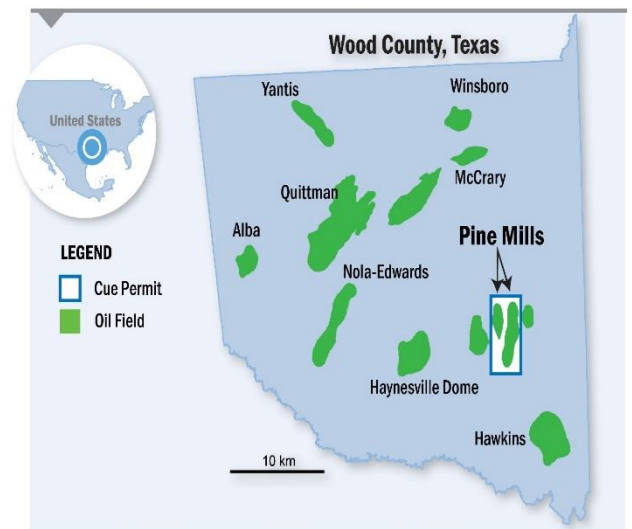 Wood County, Texas
United States
Yantis
Winsboro
McCrary
Quittman
Alba
Pine Mills
Nola-Edwards
LEGEND
Cue Permit
Oil Field
Haynesville Dome
Hawkins
10 km